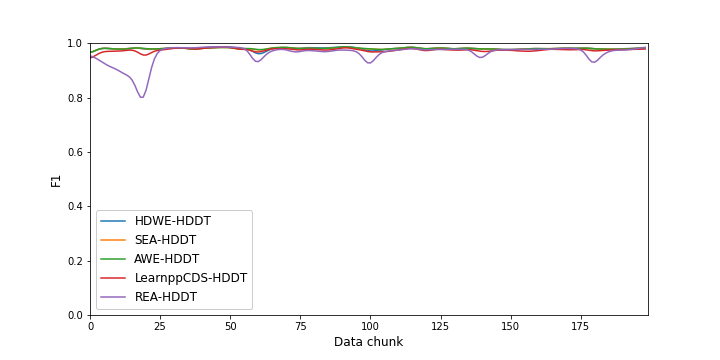 1.0
0.8
0.6
0.4
0.2
0.0
F1
HDWE-HDDT
SEA-HDDT
AWE-HDDT
LearnppCDS-HDDT
REA-HDDT
0 25 50 75 100 125 150 175
Data chunk